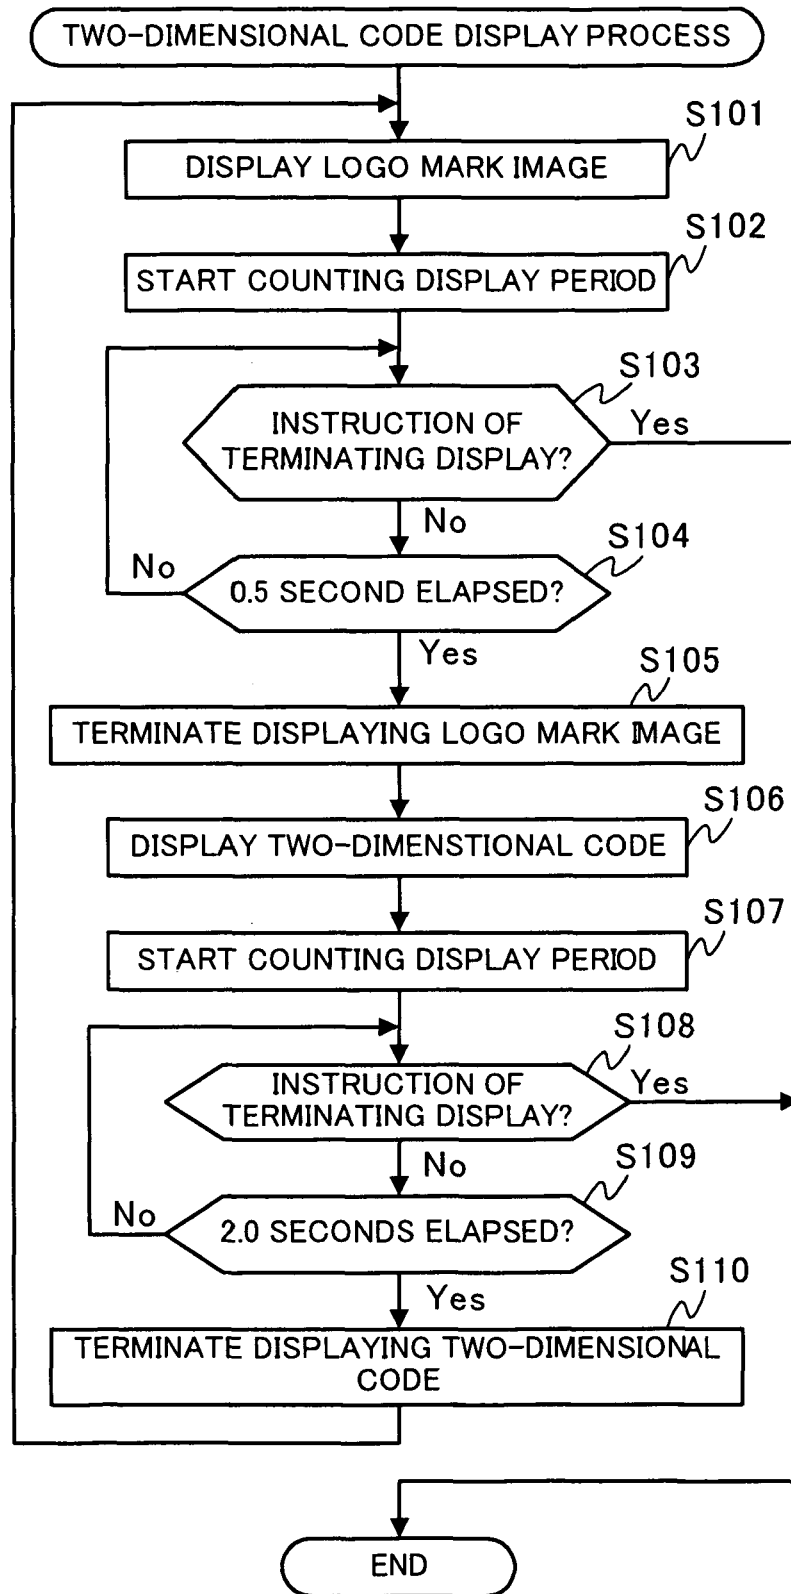 TWO-DIMENSIONAL CODE DISPLAY PROCESS
S101
DISPLAY LOGO MARK IMAGE
S102
START COUNTING DISPLAY PERIOD
S103
INSTRUCTION OF
TERMINATING DISPLAY?
Yes
No
S104
No
0.5 SECOND ELAPSED?
Yes
S105
TERMINATE DISPLAYING LOGO MARK IMAGE
S106
DISPLAY TWO-DIMENSTIONAL CODE
S107
START COUNTING DISPLAY PERIOD
S108
INSTRUCTION OF
TERMINATING DISPLAY?
Yes
No
S109
No
2.0 SECONDS ELAPSED?
Yes
S110
TERMINATE DISPLAYING TWO-DIMENSIONAL
CODE
END